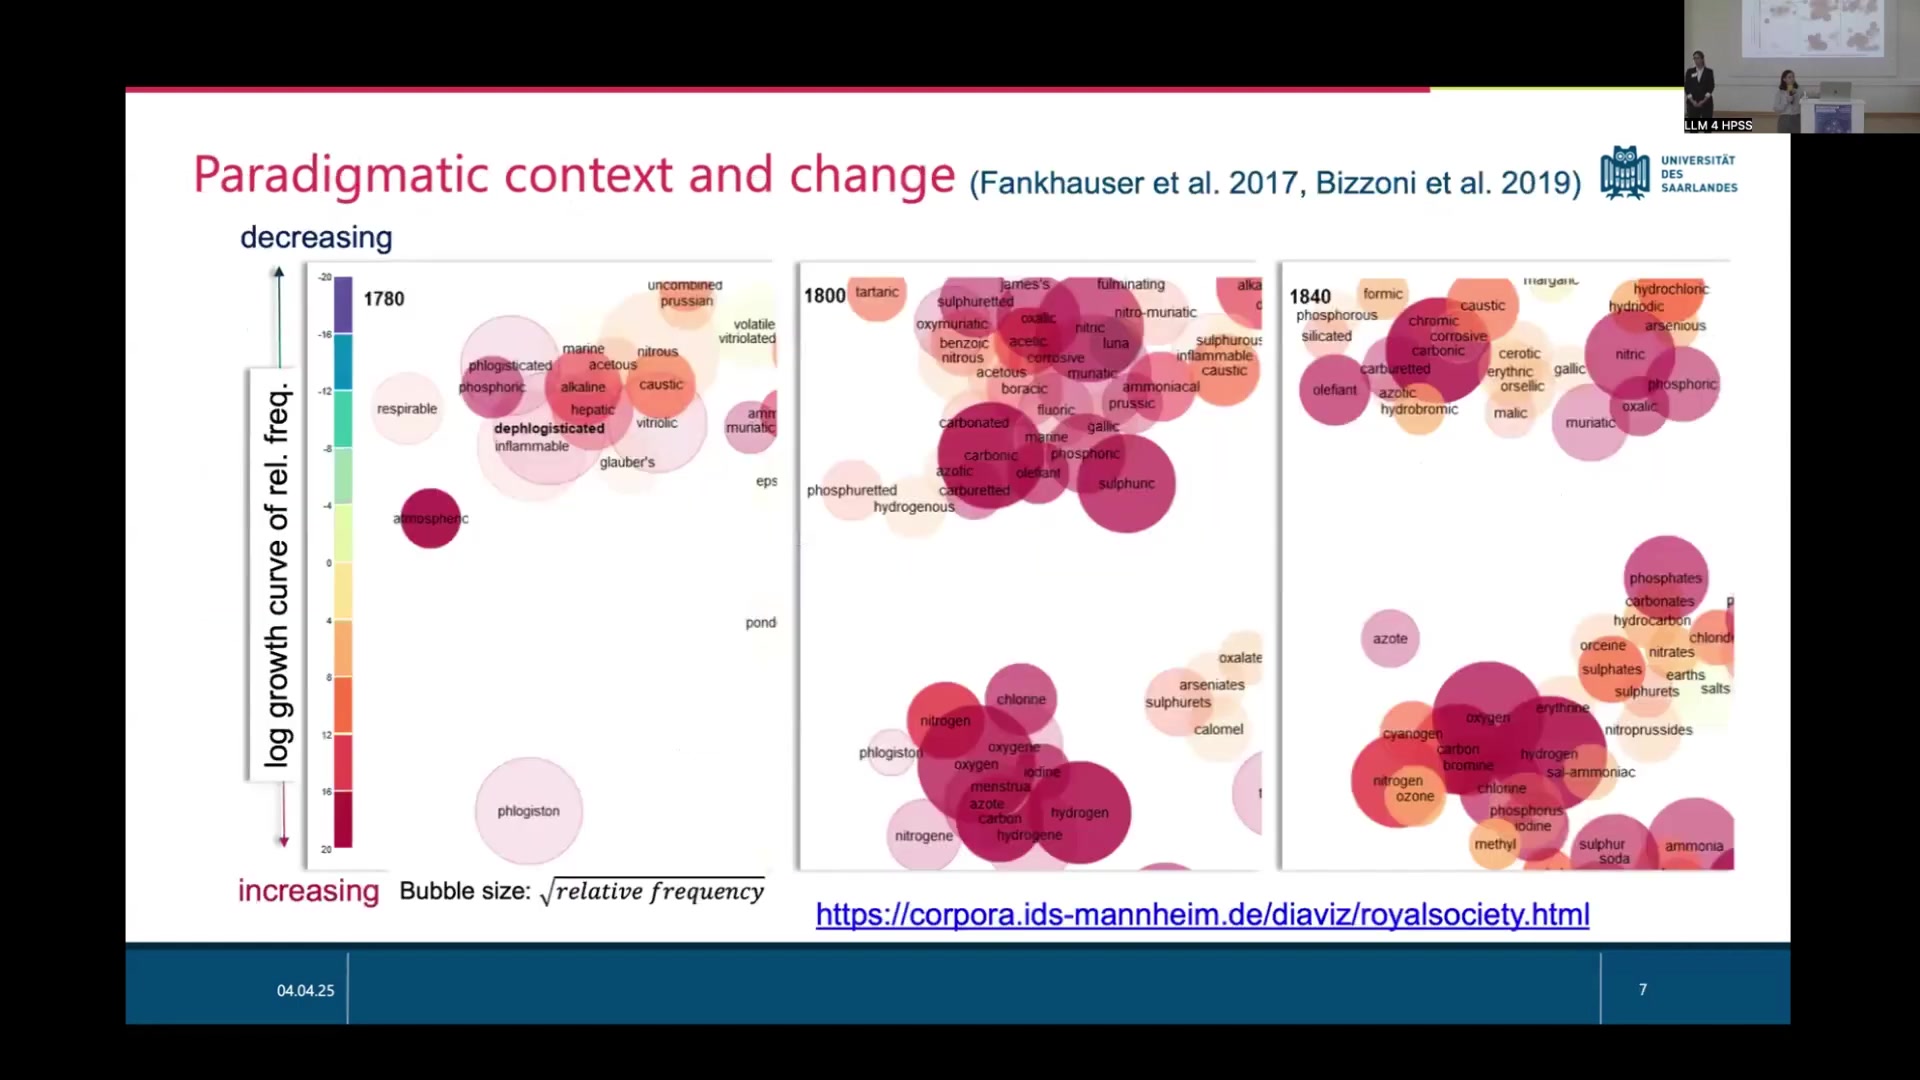 LLM 4 HPSS
Paradigmatic context and change (Fankhauser et al. 2017, Bizzoni et al. 2019)
UNIVERSITÄT
DES
SAARLANDES
decreasing
log growth curve of rel. freq.
-20
-16
-12
-8
-4
0
4
8
12
16
20
1780
uncombined
prussian
volatile
vitriolated
marine
nitrous
phlogisticated
acetous
phosphoric
alkaline
caustic
respirable
hepatic
amm
dephlogisticated
vitriolic
muriatic
inflammable
glauber's
eps
atmospheric
pond
phlogiston
1800
tartaric
james's
fulminating
alka
sulphuretted
nitro-muriatic
oxymuriatic
oxalic
nitric
benzoic
acetic
luna
sulphurous
nitrous
corrosive
inflammable
acetous
muriatic
caustic
boracic
ammoniacal
fluoric
prussic
carbonated
marine
gallic
carbonic
phosphoric
azotic
olefiant
sulphuric
phosphuretted
carburetted
hydrogenous
oxalate
arseniates
sulphurets
chlorine
nitrogen
calomel
phlogiston
oxygene
oxygen
iodine
menstrua
azote
carbon
hydrogen
nitrogene
hydrogene
1840
formic
margaric
hydrochloric
phosphorous
caustic
hydriodic
silicated
chromic
arsenious
corrosive
carbonic
cerotic
nitric
carburetted
erythric
gallic
olefiant
azotic
orsellic
phosphoric
hydrobromic
malic
oxalic
muriatic
phosphates
carbonates
p
hydrocarbon
azote
chlorid
orceine
nitrates
sulphates
earths
sulphurets
salts
erythrine
oxygen
cyanogen
nitroprussides
carbon
hydrogen
bromine
sal-ammoniac
nitrogen
chlorine
ozone
phosphorus
iodine
methyl
sulphur
ammonia
soda
increasing
Bubble size: √relative frequency
https://corpora.ids-mannheim.de/diaviz/royalsociety.html
04.04.25
7